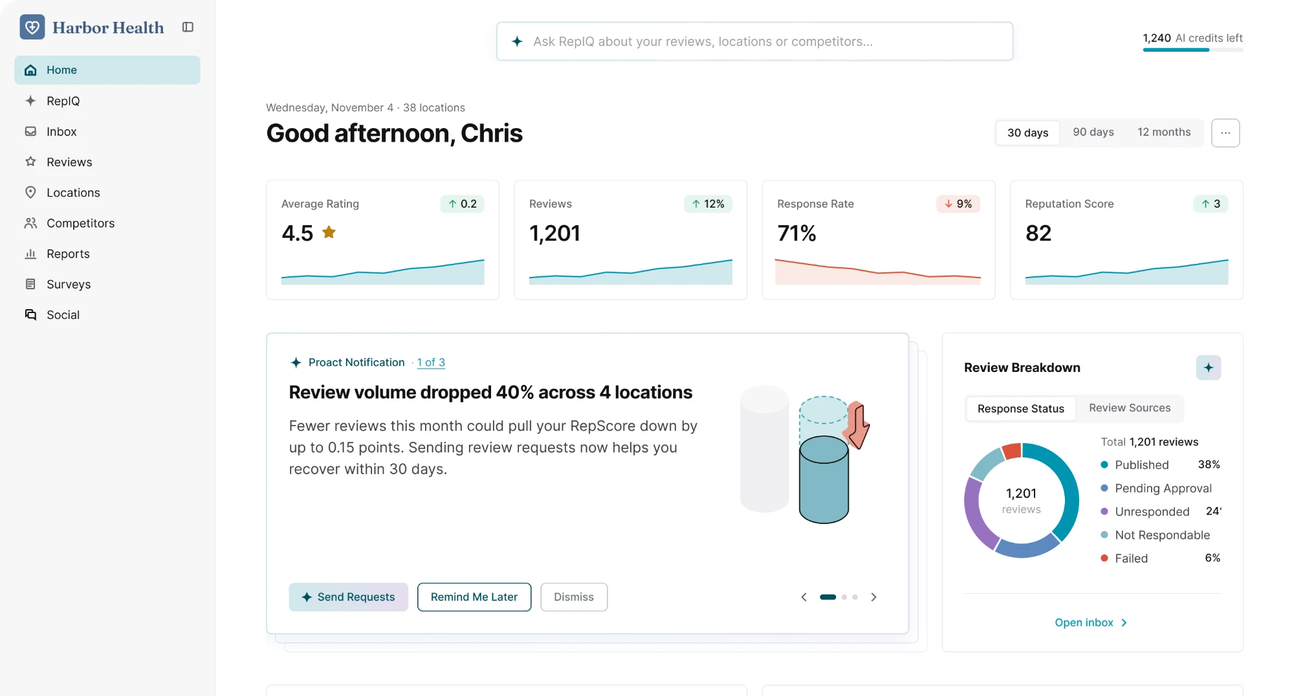 Harbor Health
Home
RepIQ
Inbox
Reviews
Locations
Competitors
Reports
Surveys
Social
Ask RepIQ about your reviews, locations or competitors...
1,240 AI credits left
Wednesday, November 4 · 38 locations
Good afternoon, Chris
30 days
90 days
12 months
...
Average Rating
↑ 0.2
4.5
Reviews
↑ 12%
1,201
Response Rate
↓ 9%
71%
Reputation Score
↑ 3
82
Proact Notification · 1 of 3
Review volume dropped 40% across 4 locations
Fewer reviews this month could pull your RepScore down by
up to 0.15 points. Sending review requests now helps you
recover within 30 days.
Send Requests
Remind Me Later
Dismiss
Review Breakdown
Response Status
Review Sources
1,201
reviews
Total 1,201 reviews
Published 38%
Pending Approval
Unresponded 24
Not Respondable
Failed 6%
Open inbox